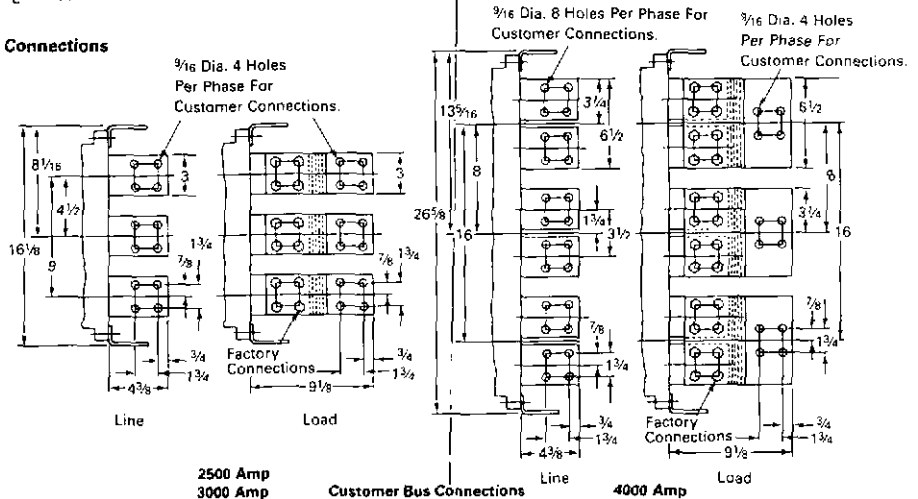 Connections
9/16 Dia. 4 Holes
Per Phase For
Customer Connections.
16 1/8
8 1/16
9
4 1/2
3
7/8
1 3/4
3/4
1 3/4
4 3/8
Line
3
7/8
1 3/4
Factory
Connections
3/4
1 3/4
9 1/8
Load
2500 Amp
3000 Amp
9/16 Dia. 8 Holes Per Phase For
Customer Connections.
26 5/8
13 5/16
16
8
3 1/4
6 1/2
1 3/4
3 1/2
7/8
1 3/4
3/4
1 3/4
4 3/8
Line
9/16 Dia. 4 Holes
Per Phase For
Customer Connections.
6 1/2
8
3 1/4
16
7/8
1 3/4
Factory
Connections
3/4
1 3/4
9 1/8
Load
Customer Bus Connections
4000 Amp